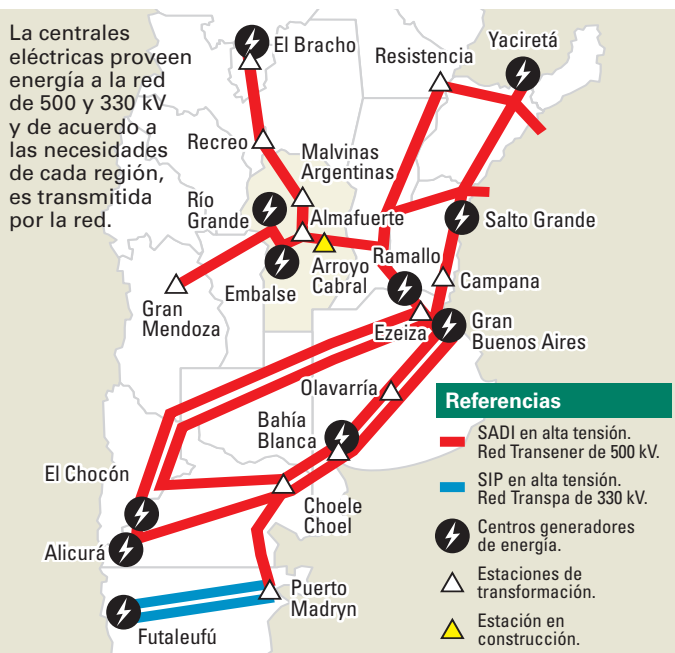 La centrales
eléctricas proveen
energía a la red
de 500 y 330 kV
y de acuerdo a
las necesidades
de cada región,
es transmitida
por la red.
El Bracho
Resistencia
Yaciretá
Recreo
Malvinas
Argentinas
Río
Grande
Almafuerte
Salto Grande
Arroyo
Cabral
Ramallo
Embalse
Campana
Gran
Mendoza
Ezeiza
Gran
Buenos Aires
Olavarría
Bahía
Blanca
El Chocón
Choele
Choel
Alicurá
Puerto
Madryn
Futaleufú
Referencias
SADI en alta tensión.
Red Transener de 500 kV.
SIP en alta tensión.
Red Transpa de 330 kV.
Centros generadores
de energía.
Estaciones de
transformación.
Estación en
construcción.